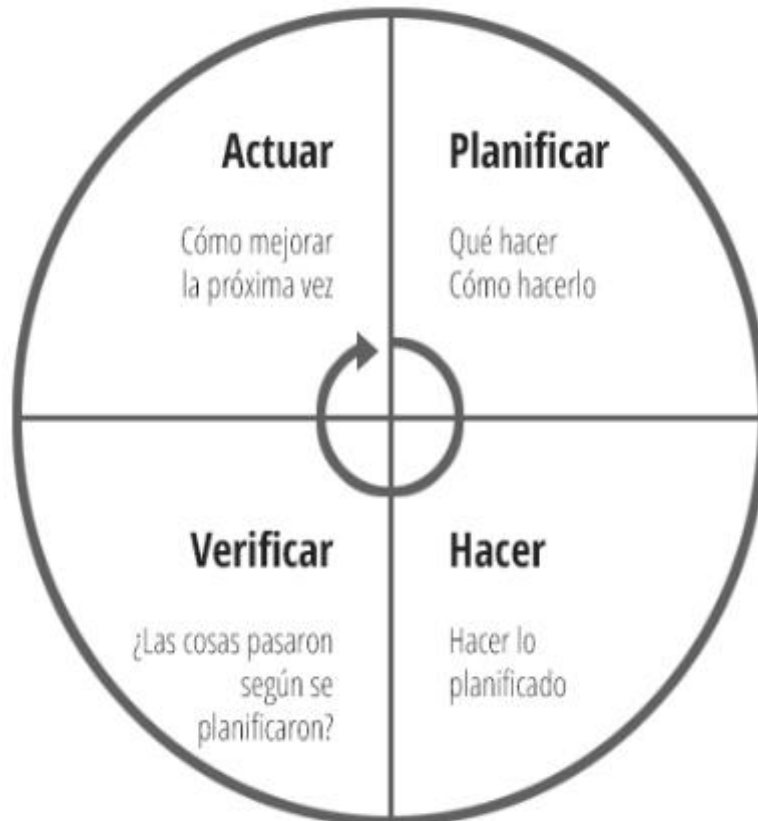 Actuar
Cómo mejorar
la próxima vez
Planificar
Qué hacer
Cómo hacerlo
Verificar
¿Las cosas pasaron
según se
planificaron?
Hacer
Hacer lo
planificado